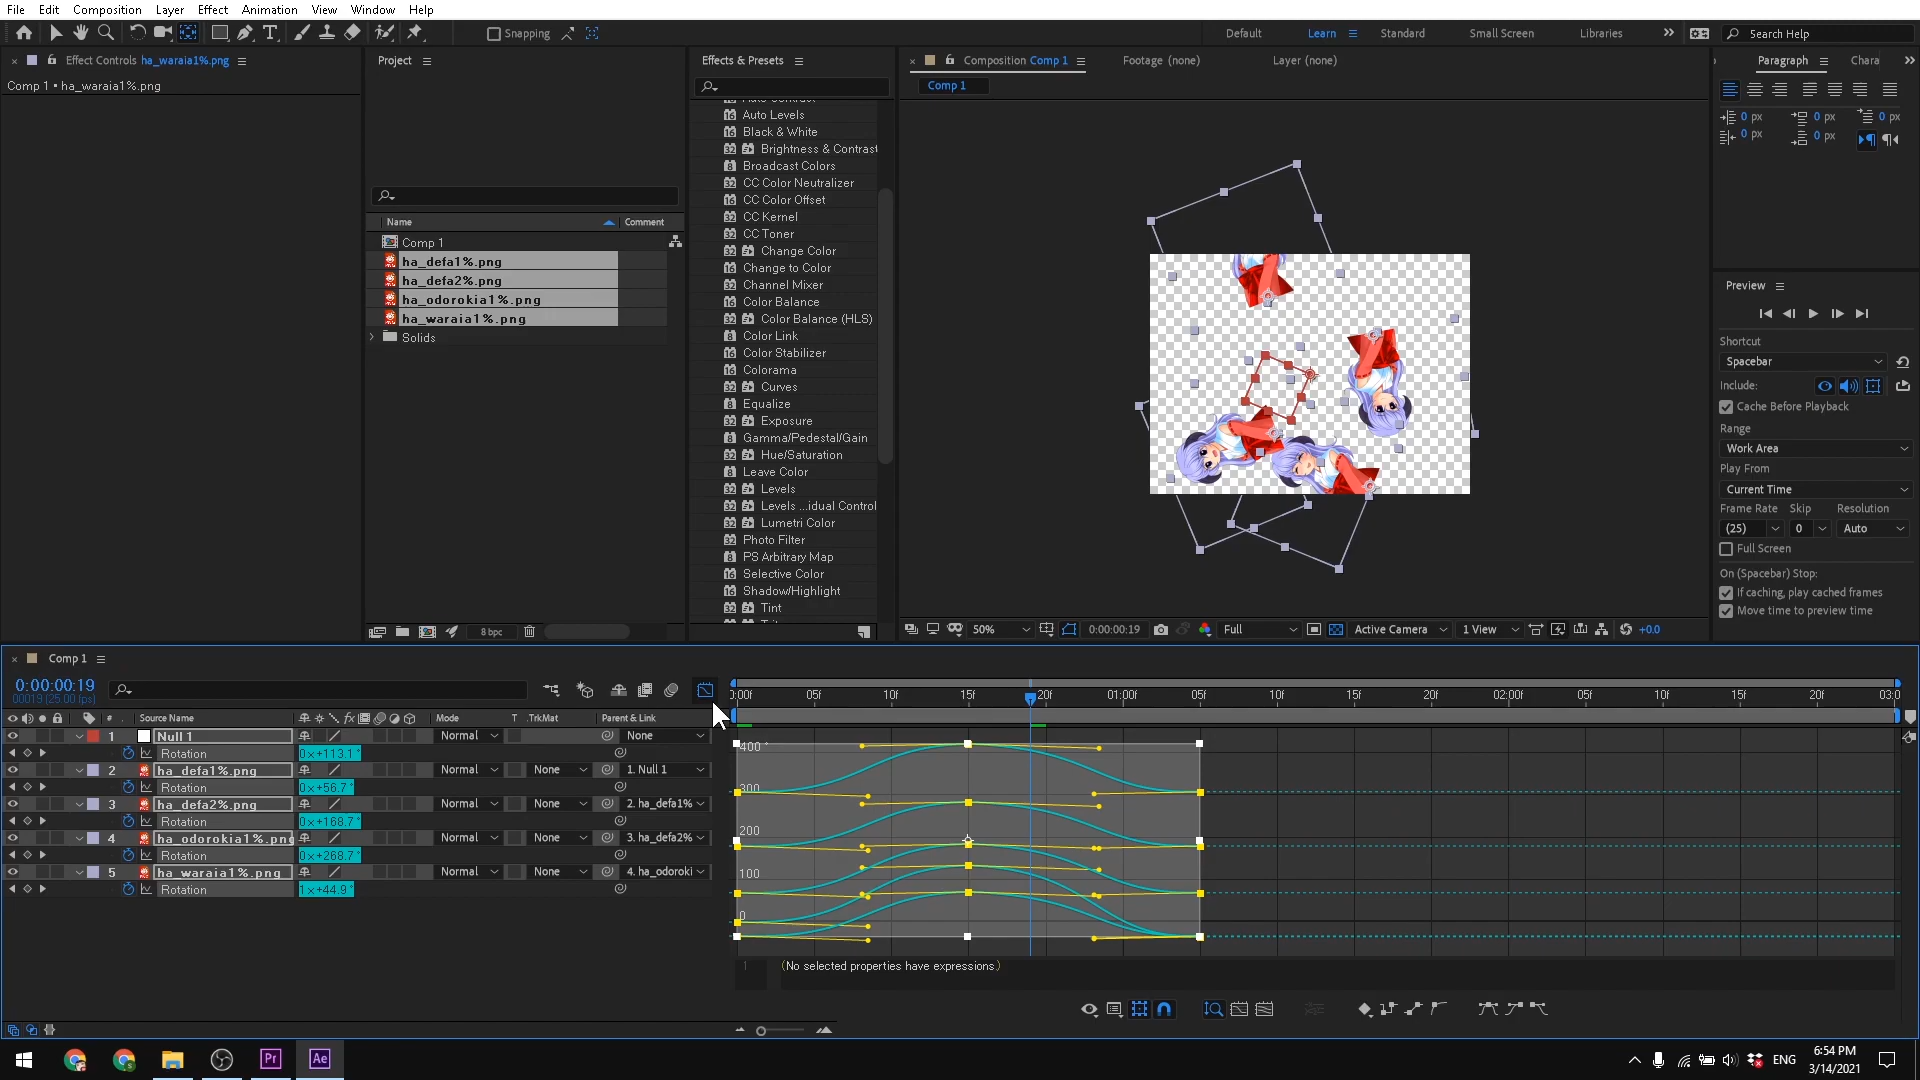 File Edit Composition Layer Effect Animation View Window Help
Snapping
Default Learn Standard Small Screen Libraries
Search Help
Effect Controls ha_waraia1%.png
Comp 1 • ha_waraia1%.png
Project
Name Comment
Comp 1
ha_defa1%.png
ha_defa2%.png
ha_odorokia1%.png
ha_waraia1%.png
Solids
8 bpc
Effects & Presets
Auto Levels
Black & White
Brightness & Contrast
Broadcast Colors
CC Color Neutralizer
CC Color Offset
CC Kernel
CC Toner
Change Color
Change to Color
Channel Mixer
Color Balance
Color Balance (HLS)
Color Link
Color Stabilizer
Colorama
Curves
Equalize
Exposure
Gamma/Pedestal/Gain
Hue/Saturation
Leave Color
Levels
Levels ...idual Control
Lumetri Color
Photo Filter
PS Arbitrary Map
Selective Color
Shadow/Highlight
Tint
Composition Comp 1
Footage (none)
Layer (none)
Comp 1
50% 0:00:00:19 Full Active Camera 1 View +0.0
Paragraph Chara
0 px 0 px 0 px
0 px 0 px
Preview
Shortcut
Spacebar
Include:
Cache Before Playback
Range
Work Area
Play From
Current Time
Frame Rate Skip Resolution
(25) 0 Auto
Full Screen
On (Spacebar) Stop:
If caching, play cached frames
Move time to preview time
Comp 1
0:00:00:19
00019 (25.00 fps)
# Source Name Mode T .TrkMat Parent & Link
1 Null 1 Normal None
Rotation 0x+113.1°
2 ha_defa1%.png Normal None 1. Null 1
Rotation 0x+56.7°
3 ha_defa2%.png Normal None 2. ha_defa1%
Rotation 0x+168.7°
4 ha_odorokia1%.png Normal None 3. ha_defa2%
Rotation 0x+268.7°
5 ha_waraia1%.png Normal None 4. ha_odoroki
Rotation 1x+44.9°
):00f 05f 10f 15f 20f 01:00f 05f 10f 15f 20f 02:00f 05f 10f 15f 20f 03:0
400 °
300
200
100
0
1 (No selected properties have expressions.)
Pr Ae
ENG
6:54 PM
3/14/2021